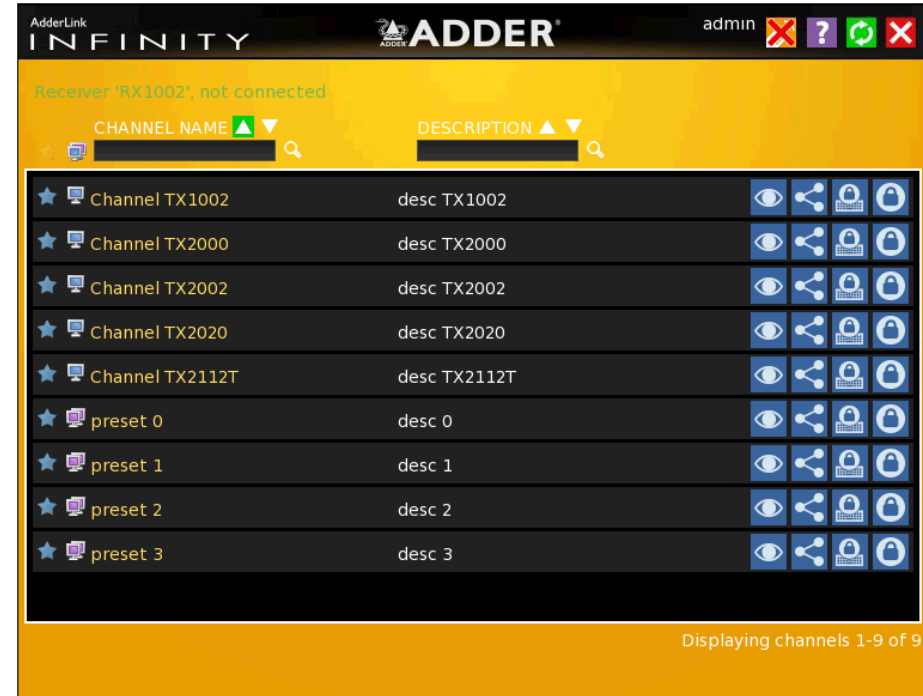 AdderLink
INFINITY
ADDER
ADDER®
admin
?
Receiver 'RX1002', not connected
CHANNEL NAME
DESCRIPTION
Channel TX1002 desc TX1002
Channel TX2000 desc TX2000
Channel TX2002 desc TX2002
Channel TX2020 desc TX2020
Channel TX2112T desc TX2112T
preset 0 desc 0
preset 1 desc 1
preset 2 desc 2
preset 3 desc 3
Displaying channels 1-9 of 9